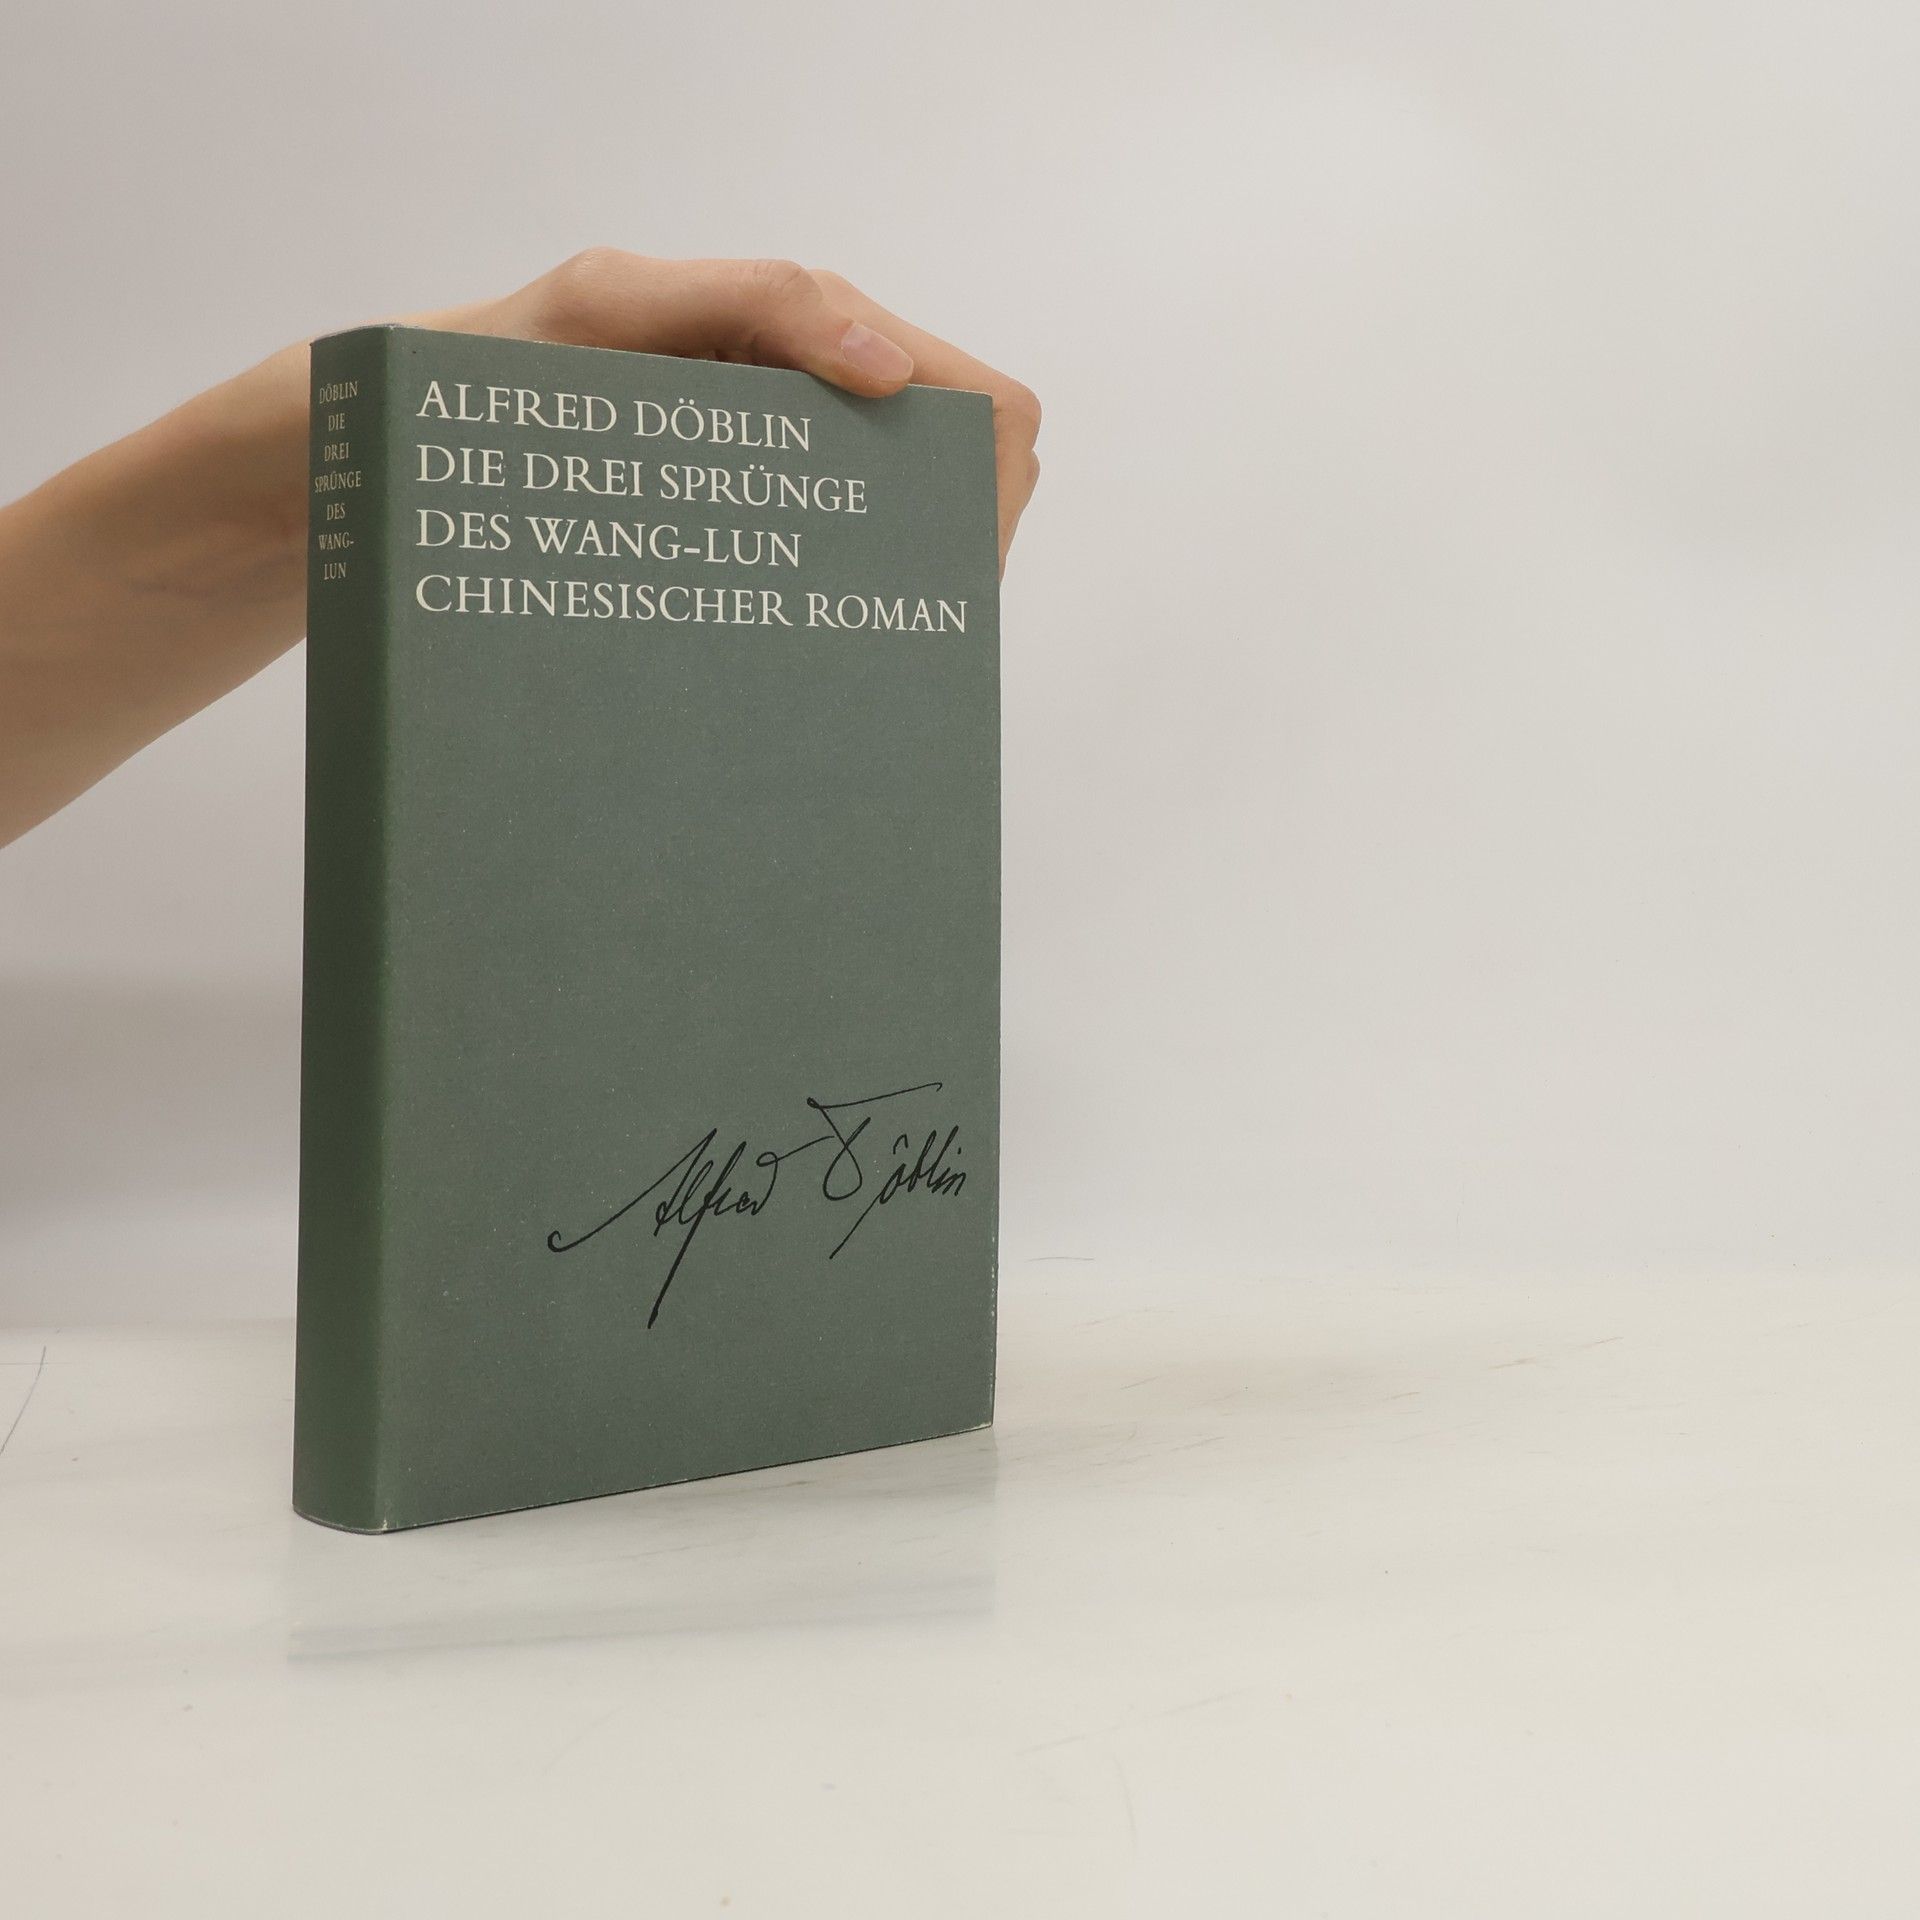 DÖBLIN
DIE
DREI
SPRÜNGE
DES
WANG-
LUN
ALFRED DÖBLIN
DIE DREI SPRÜNGE
DES WANG-LUN
CHINESISCHER ROMAN
Alfred Döblin